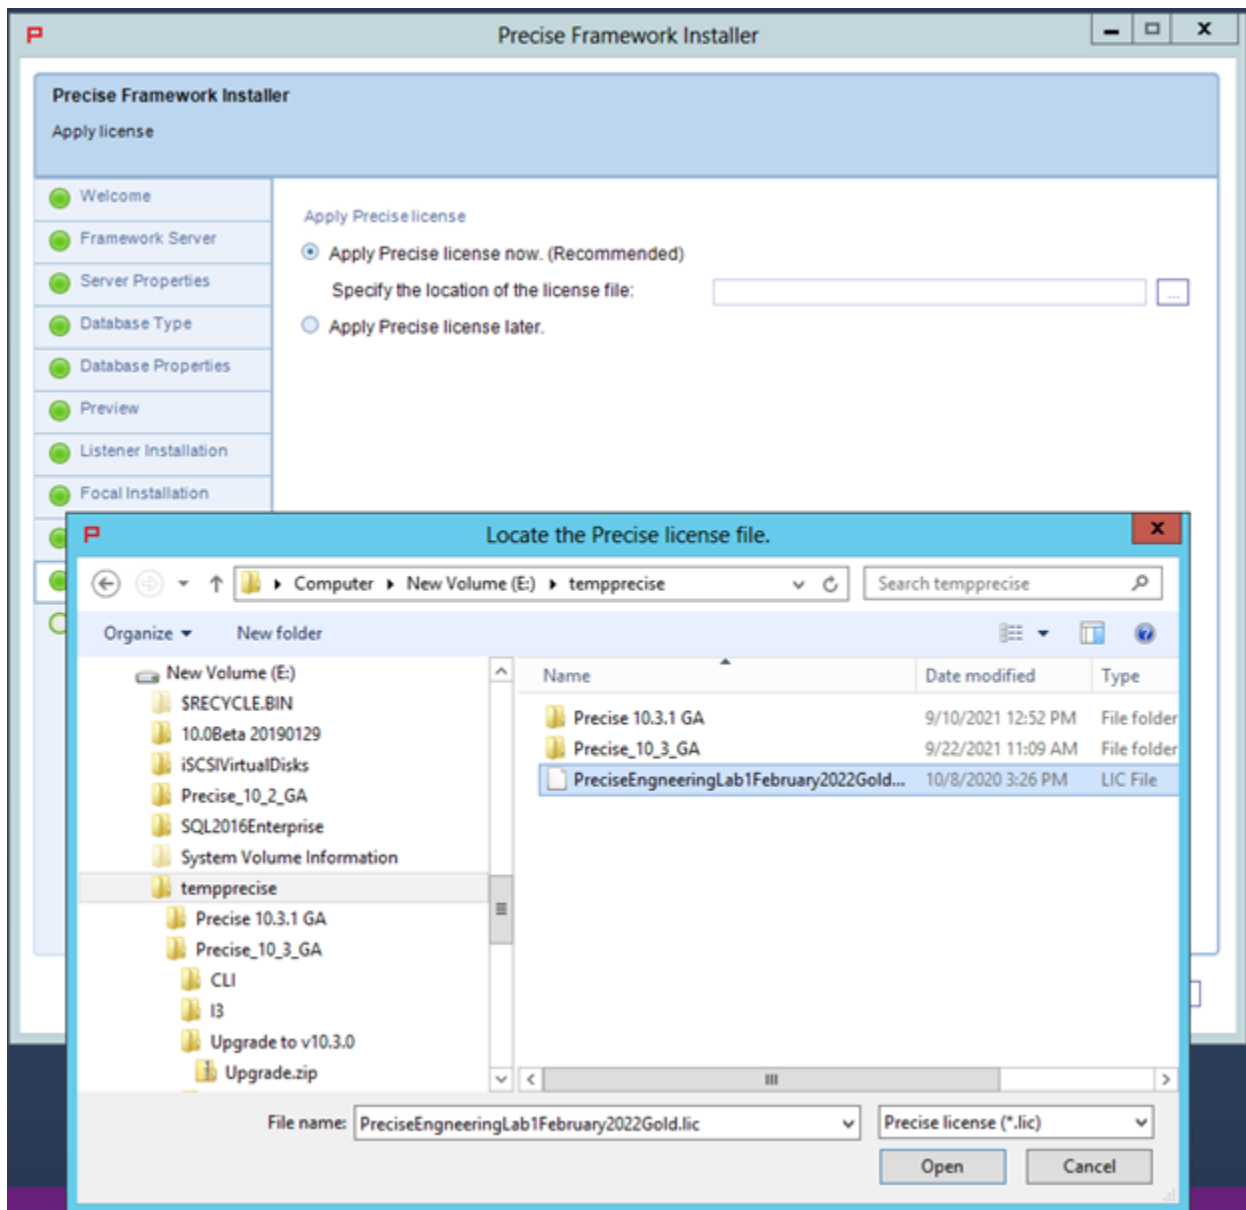 P Precise Framework Installer
Precise Framework Installer
Apply license
Welcome
Framework Server
Server Properties
Database Type
Database Properties
Preview
Listener Installation
Focal Installation
Apply Precise license
Apply Precise license now. (Recommended)
Specify the location of the license file:
...
Apply Precise license later.
P Locate the Precise license file.
Computer New Volume (E:) tempprecise
Search tempprecise
Organize New folder
New Volume (E:)
$RECYCLE.BIN
10.0Beta 20190129
iSCSIVirtualDisks
Precise_10_2_GA
SQL2016Enterprise
System Volume Information
tempprecise
Precise 10.3.1 GA
Precise_10_3_GA
CLI
I3
Upgrade to v10.3.0
Upgrade.zip
Name Date modified Type
Precise 10.3.1 GA 9/10/2021 12:52 PM File folder
Precise_10_3_GA 9/22/2021 11:09 AM File folder
PreciseEngneeringLab1February2022Gold... 10/8/2020 3:26 PM LIC File
File name: PreciseEngneeringLab1February2022Gold.lic Precise license (*.lic)
Open Cancel